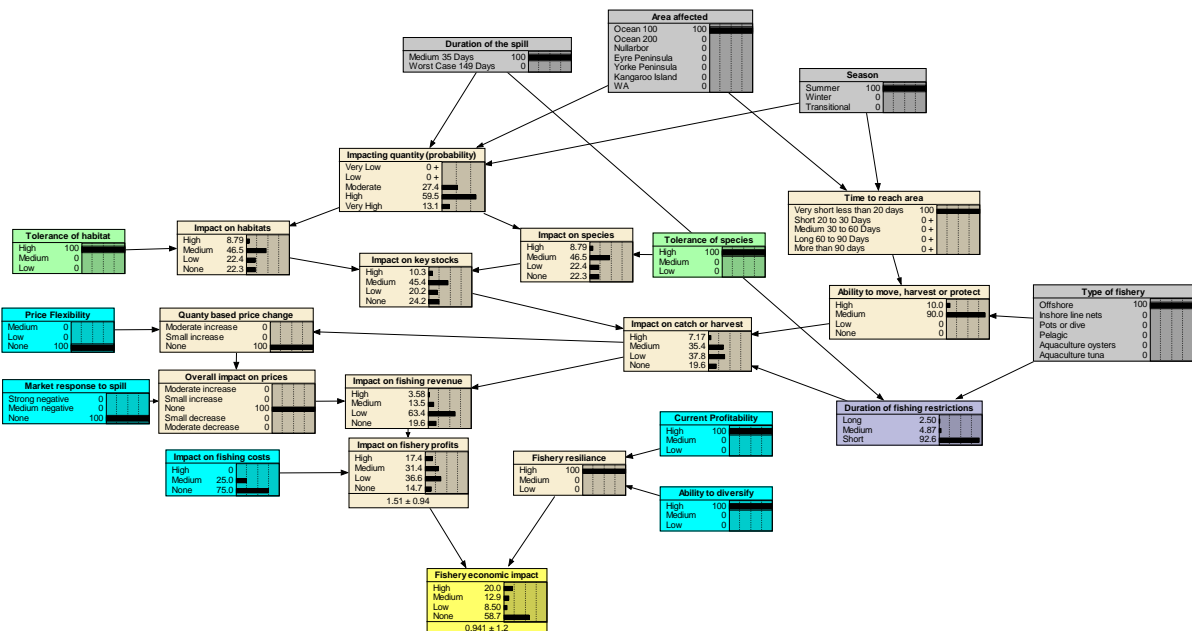 Area affected
Ocean 100 100
Ocean 200 0
Nullarbor 0
Eyre Peninsula 0
Yorke Peninsula 0
Kangaroo Island 0
WA 0
Duration of the spill
Medium 35 Days 100
Worst Case 149 Days 0
Season
Summer 100
Winter 0
Transitional 0
Impacting quantity (probability)
Very Low 0 +
Low 0 +
Moderate 27.4
High 59.5
Very High 13.1
Time to reach area
Very short less than 20 days 100
Short 20 to 30 Days 0 +
Medium 30 to 60 Days 0 +
Long 60 to 90 Days 0 +
More than 90 days 0 +
Tolerance of habitat
High 100
Medium 0
Low 0
Impact on habitats
High 8.79
Medium 46.5
Low 22.4
None 22.3
Impact on species
High 8.79
Medium 46.5
Low 22.4
None 22.3
Tolerance of species
High 100
Medium 0
Low 0
Impact on key stocks
High 10.3
Medium 45.4
Low 20.2
None 24.2
Ability to move, harvest or protect
High 10.0
Medium 90.0
Low 0
None 0
Type of fishery
Offshore 100
Inshore line nets 0
Pots or dive 0
Pelagic 0
Aquaculture oysters 0
Aquaculture tuna 0
Price Flexibility
Medium 0
Low 0
None 100
Quanty based price change
Moderate increase 0
Small increase 0
None 100
Impact on catch or harvest
High 7.17
Medium 35.4
Low 37.8
None 19.6
Market response to spill
Strong negative 0
Medium negative 0
None 100
Overall impact on prices
Moderate increase 0
Small increase 0
None 100
Small decrease 0
Moderate decrease 0
Impact on fishing revenue
High 3.58
Medium 13.5
Low 63.4
None 19.6
Duration of fishing restrictions
Long 2.50
Medium 4.87
Short 92.6
Current Profitability
High 100
Medium 0
Low 0
Impact on fishing costs
High 0
Medium 25.0
None 75.0
Impact on fishery profits
High 17.4
Medium 31.4
Low 36.6
None 14.7
1.51 ± 0.94
Fishery resiliance
High 100
Medium 0
Low 0
Ability to diversify
High 100
Medium 0
Low 0
Fishery economic impact
High 20.0
Medium 12.9
Low 8.50
None 58.7
0.941 ± 1.2